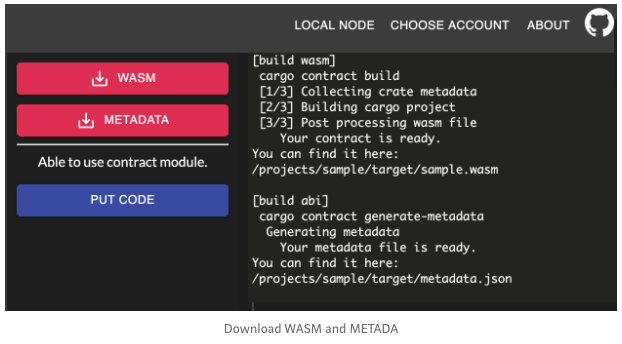 LOCAL NODE CHOOSE ACCOUNT ABOUT
WASM
METADATA
Able to use contract module.
PUT CODE
[build wasm]
cargo contract build
[1/3] Collecting crate metadata
[2/3] Building cargo project
[3/3] Post processing wasm file
Your contract is ready.
You can find it here:
/projects/sample/target/sample.wasm
[build abi]
cargo contract generate-metadata
Generating metadata
Your metadata file is ready.
You can find it here:
/projects/sample/target/metadata.json
Download WASM and METADA